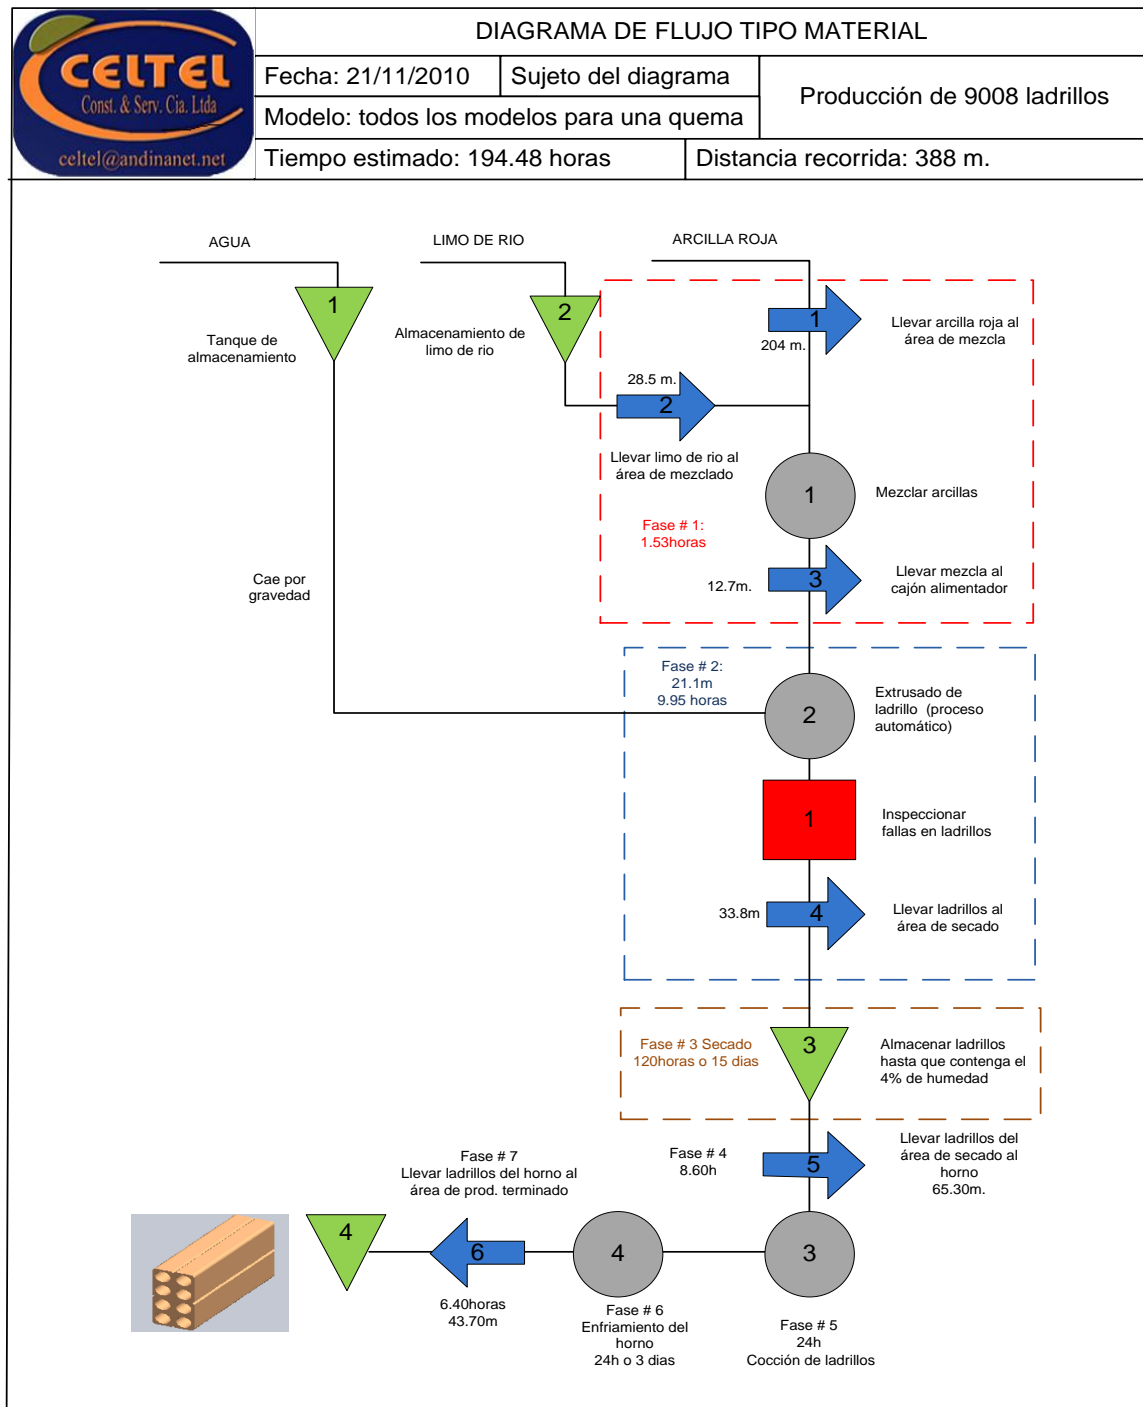 CELTEL
Const. & Serv. Cia. Ltda
celtel@andinanet.net
DIAGRAMA DE FLUJO TIPO MATERIAL
Fecha: 21/11/2010
Sujeto del diagrama
Producción de 9008 ladrillos
Modelo: todos los modelos para una quema
Tiempo estimado: 194.48 horas
Distancia recorrida: 388 m.
AGUA
LIMO DE RIO
ARCILLA ROJA
1
Tanque de
almacenamiento
2
Almacenamiento de
limo de rio
1
204 m.
Llevar arcilla roja al
área de mezcla
28.5 m.
2
Llevar limo de rio al
área de mezclado
1
Mezclar arcillas
Fase # 1:
1.53horas
12.7m.
3
Llevar mezcla al
cajón alimentador
Cae por
gravedad
Fase # 2:
21.1m
9.95 horas
2
Extrusado de
ladrillo (proceso
automático)
1
Inspeccionar
fallas en ladrillos
33.8m
4
Llevar ladrillos al
área de secado
Fase # 3 Secado
120horas o 15 dias
3
Almacenar ladrillos
hasta que contenga el
4% de humedad
Fase # 4
8.60h
5
Llevar ladrillos del
área de secado al
horno
65.30m.
Fase # 7
Llevar ladrillos del horno al
área de prod. terminado
4
6
6.40horas
43.70m
4
Fase # 6
Enfriamiento del
horno
24h o 3 dias
3
Fase # 5
24h
Cocción de ladrillos